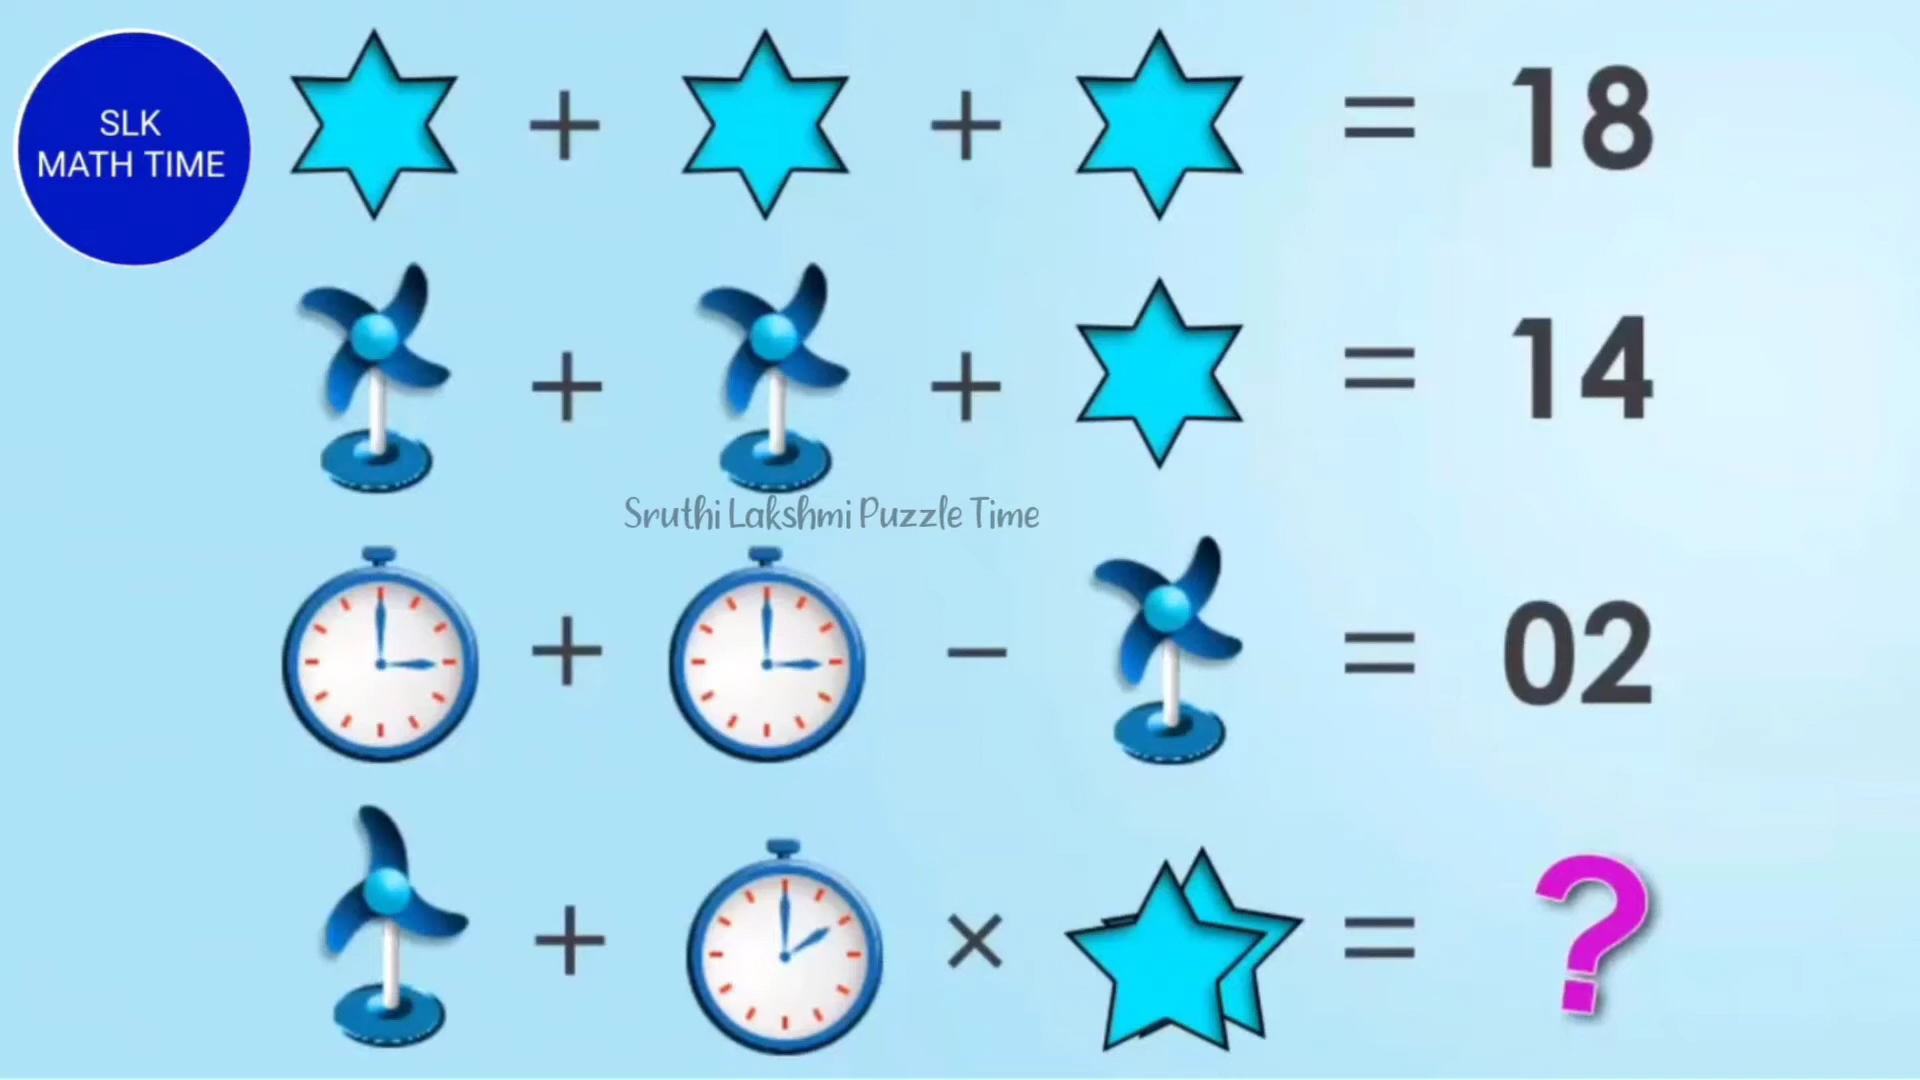 SLK
MATH TIME
+ + = 18
+ + = 14
Sruthi Lakshmi Puzzle Time
+ − = 02
+ × = ?